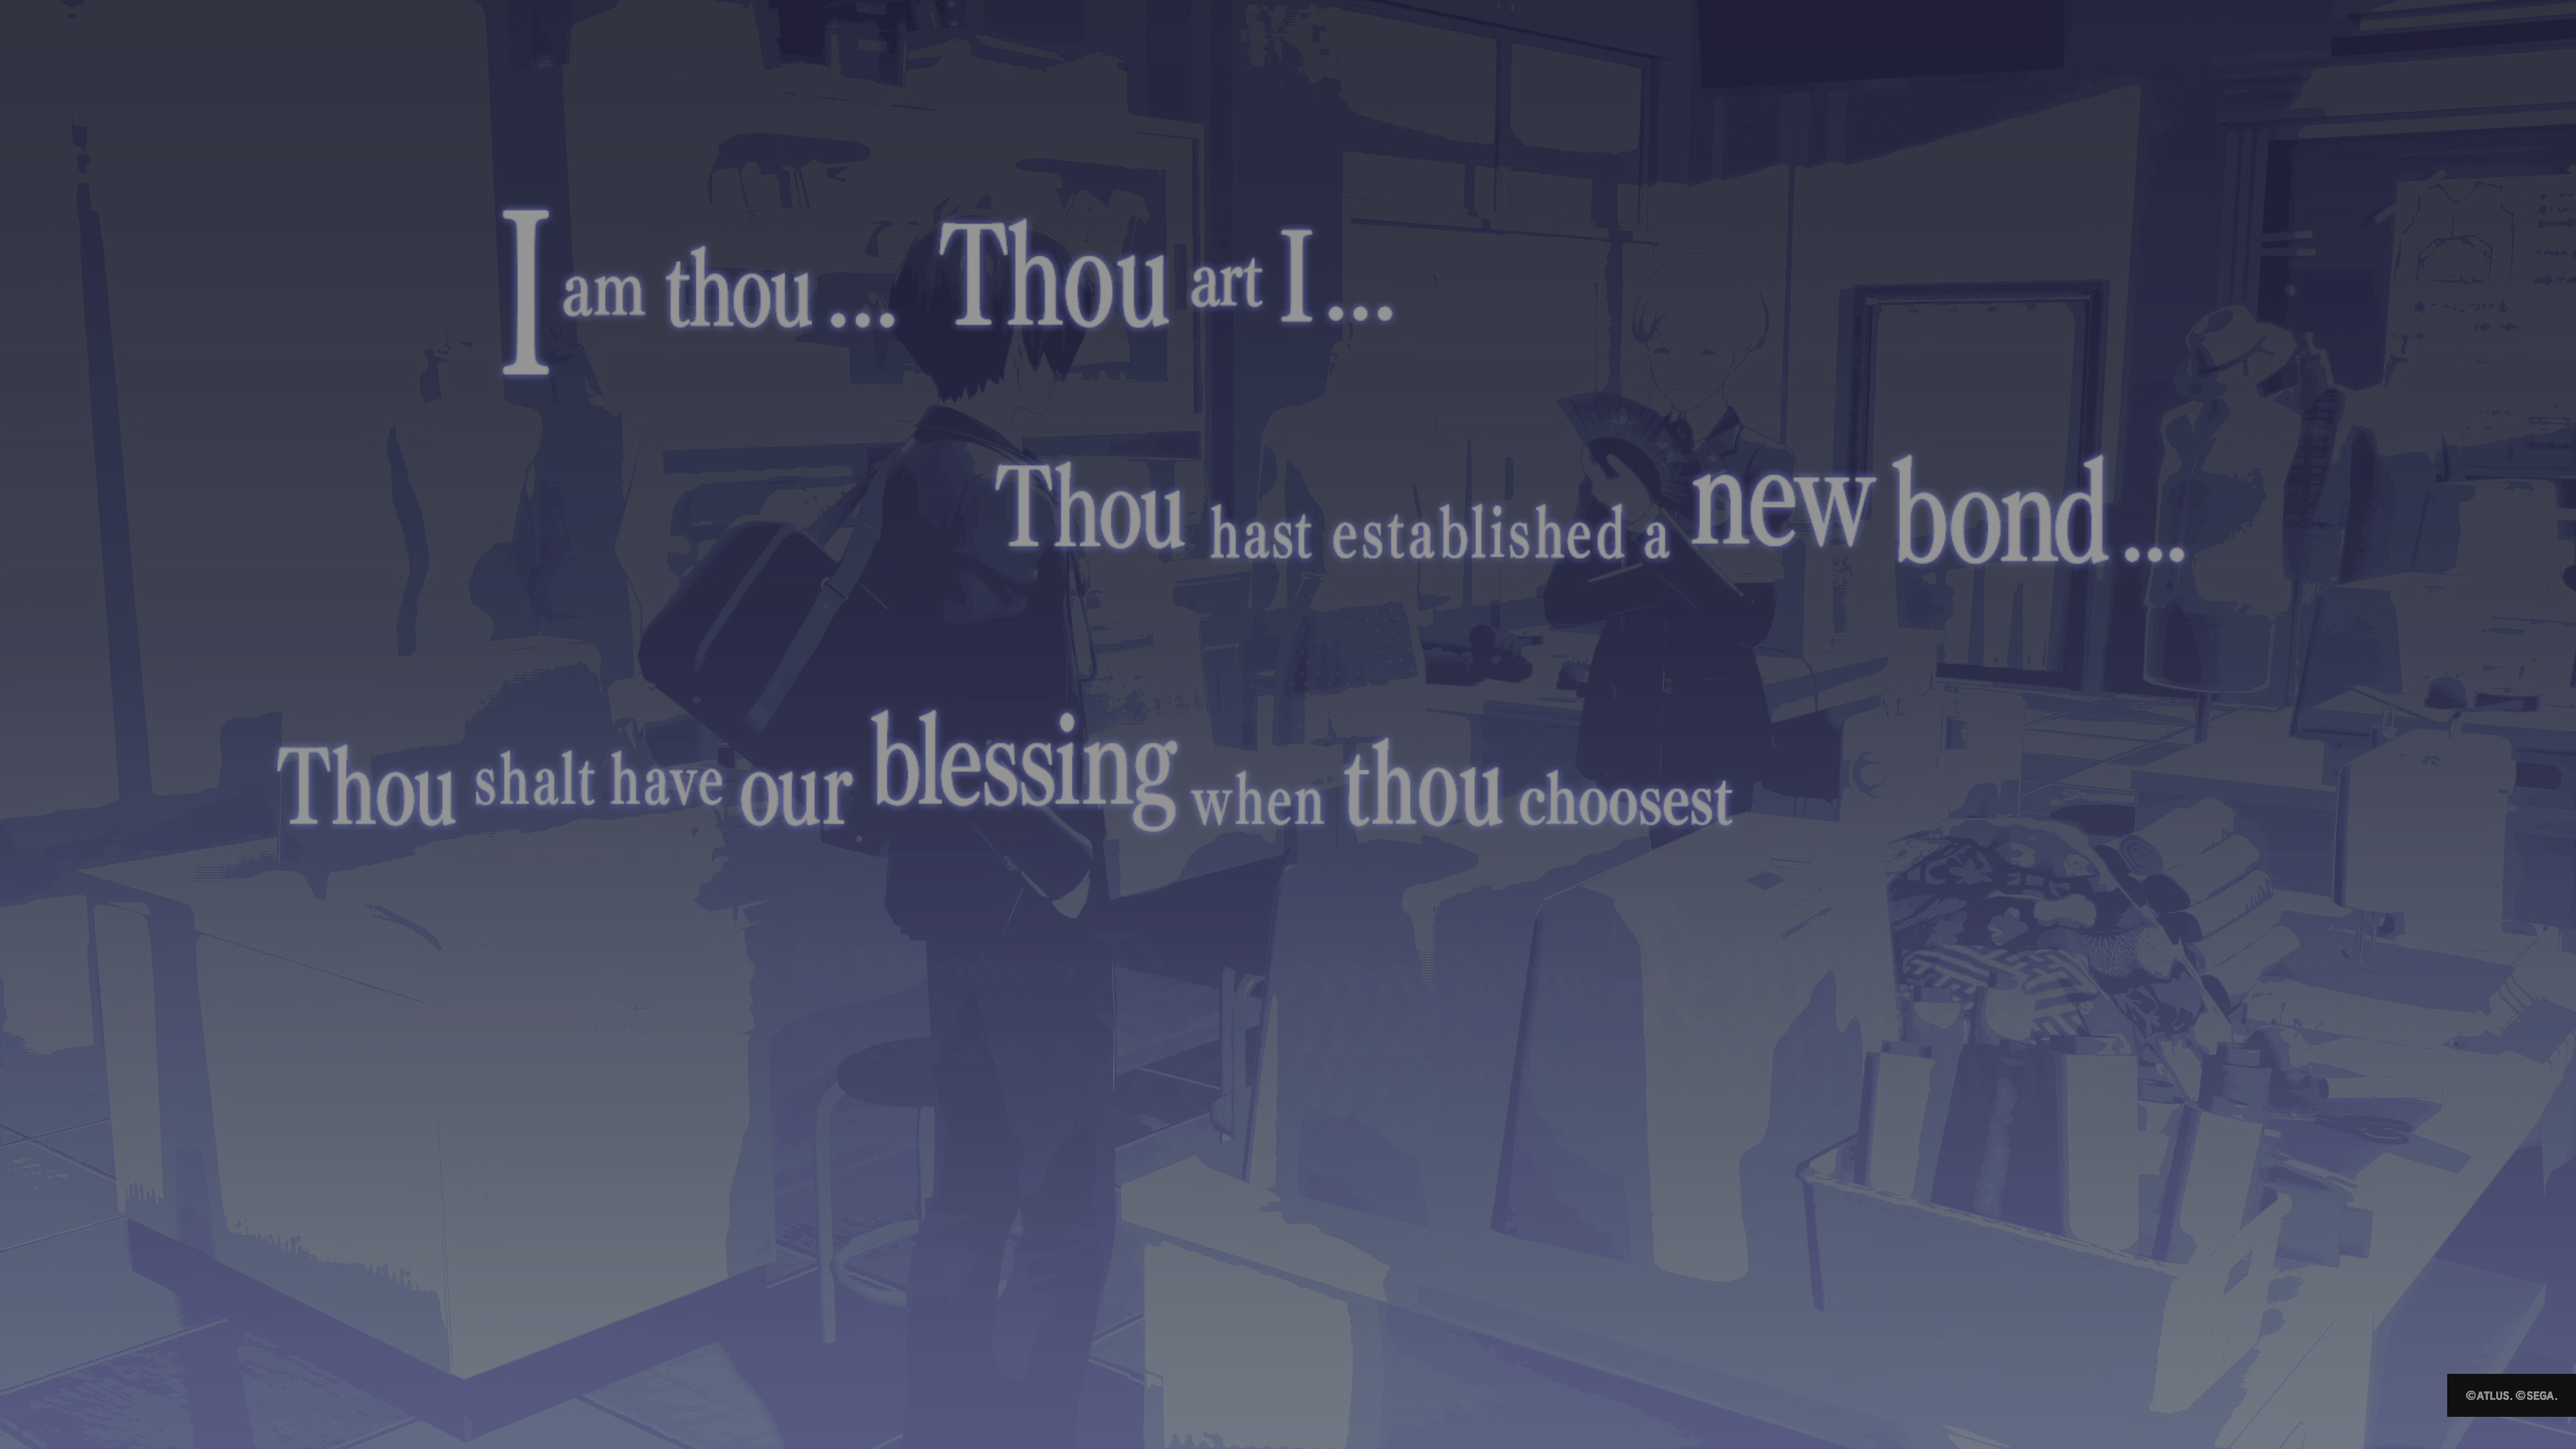 I am thou... Thou art I...
Thou hast established a new bond...
Thou shalt have our blessing when thou choosest
©ATLUS. ©SEGA.